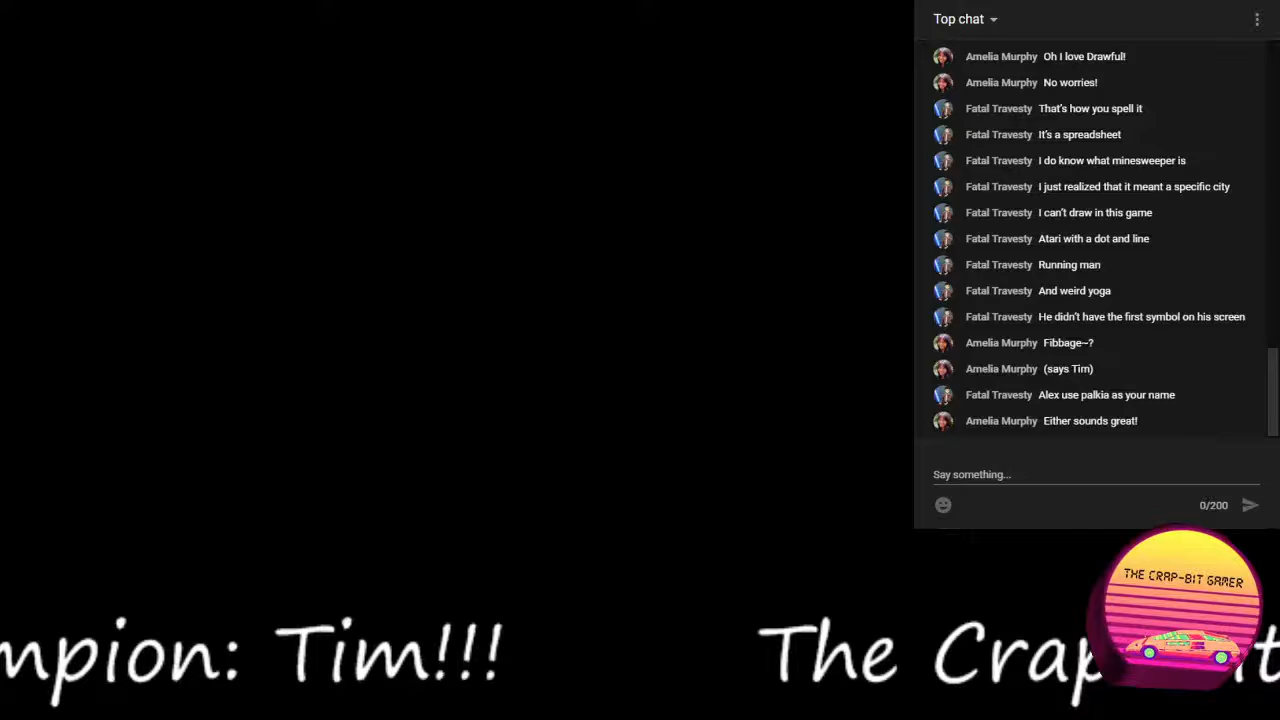 Top chat
Amelia Murphy Oh I love Drawful!
Amelia Murphy No worries!
Fatal Travesty That's how you spell it
Fatal Travesty It's a spreadsheet
Fatal Travesty I do know what minesweeper is
Fatal Travesty I just realized that it meant a specific city
Fatal Travesty I can't draw in this game
Fatal Travesty Atari with a dot and line
Fatal Travesty Running man
Fatal Travesty And weird yoga
Fatal Travesty He didn't have the first symbol on his screen
Amelia Murphy Fibbage~?
Amelia Murphy (says Tim)
Fatal Travesty Alex use palkia as your name
Amelia Murphy Either sounds great!
Say something...
0/200
THE CRAP-BIT GAMER
mpion: Tim!!! The Crap it